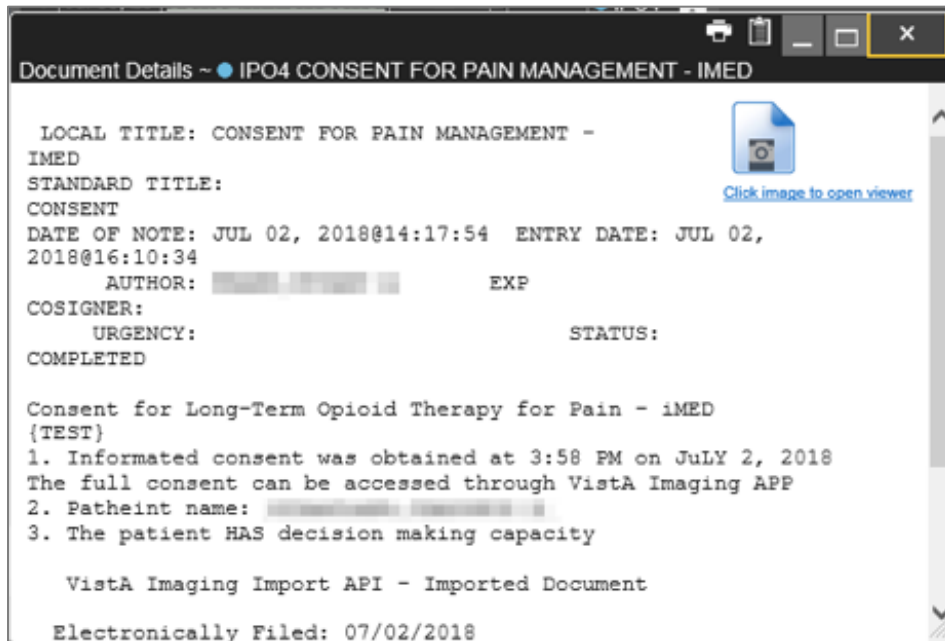 Document Details ~ IPO4 CONSENT FOR PAIN MANAGEMENT - IMED
LOCAL TITLE: CONSENT FOR PAIN MANAGEMENT -
IMED
Click image to open viewer
STANDARD TITLE:
CONSENT
DATE OF NOTE: JUL 02, 2018@14:17:54 ENTRY DATE: JUL 02,
2018@16:10:34
AUTHOR: EXP
COSIGNER:
URGENCY: STATUS:
COMPLETED
Consent for Long-Term Opioid Therapy for Pain - iMED
{TEST}
1. Informated consent was obtained at 3:58 PM on JuLY 2, 2018
The full consent can be accessed through VistA Imaging APP
2. Patheint name:
3. The patient HAS decision making capacity
VistA Imaging Import API - Imported Document
Electronically Filed: 07/02/2018